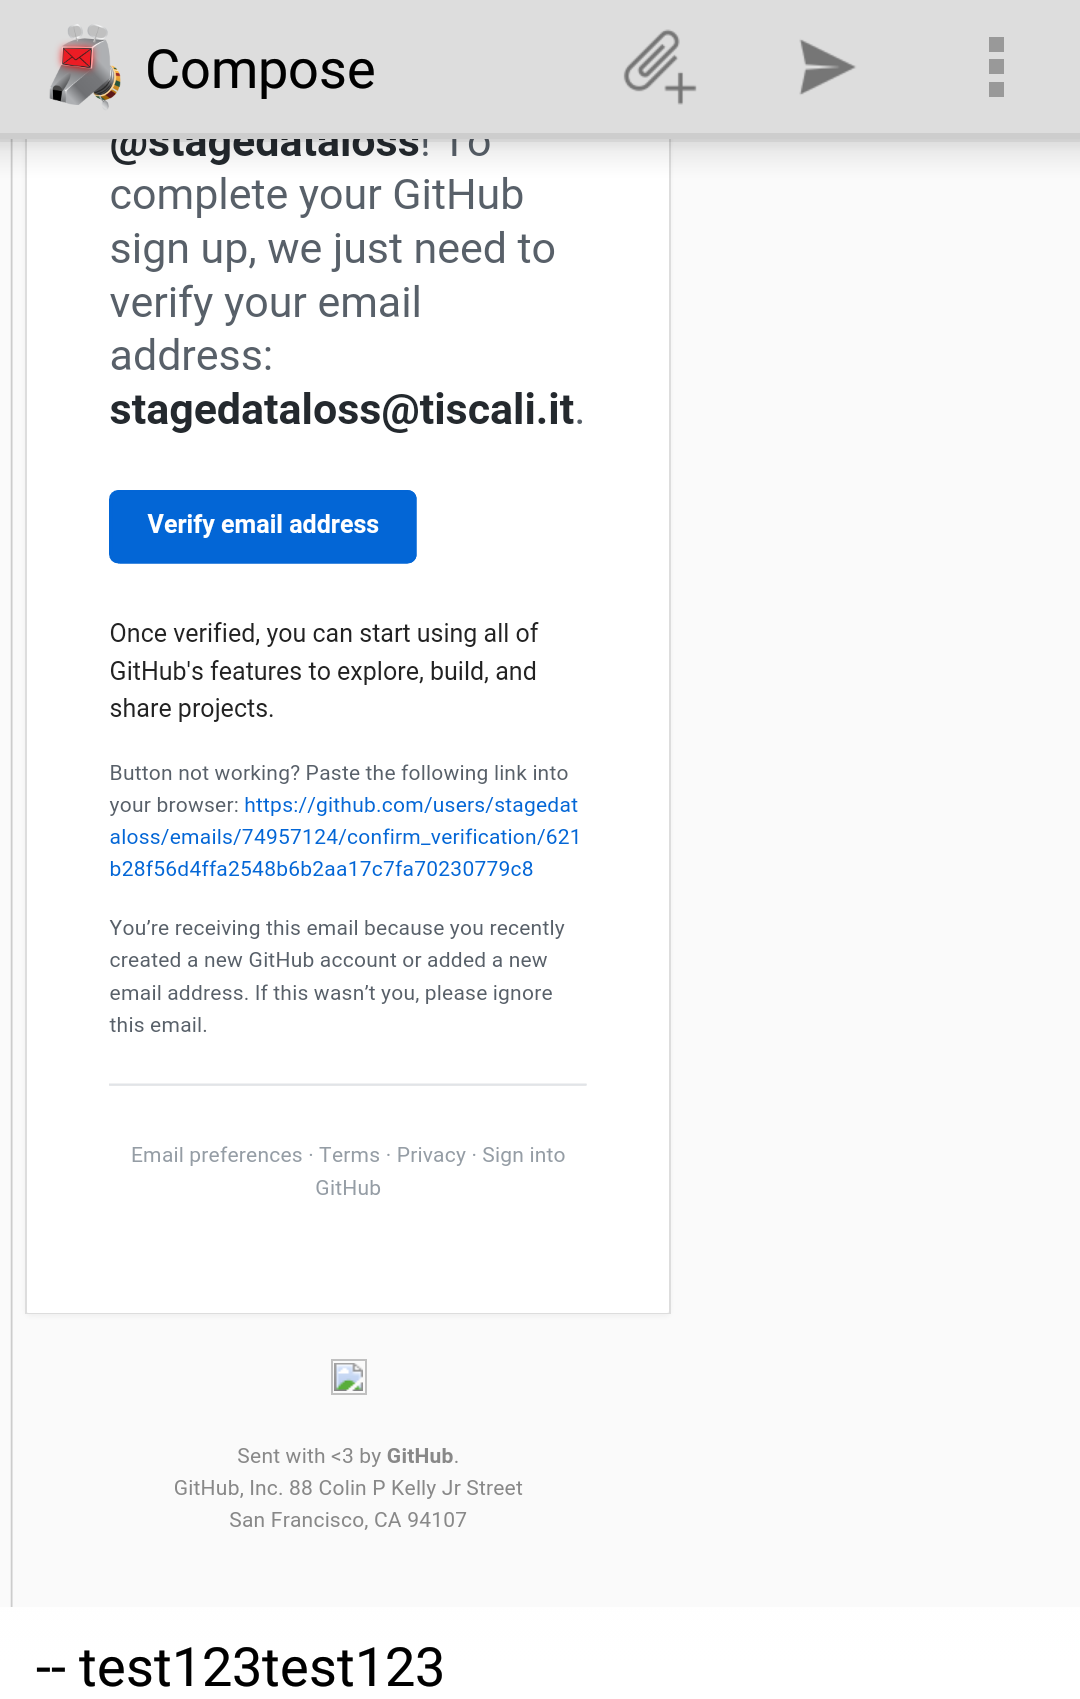 Compose
@stagedataloss! To
complete your GitHub
sign up, we just need to
verify your email
address:
stagedataloss@tiscali.it.
Verify email address
Once verified, you can start using all of
GitHub's features to explore, build, and
share projects.
Button not working? Paste the following link into
your browser: https://github.com/users/stagedat
aloss/emails/74957124/confirm_verification/621
b28f56d4ffa2548b6b2aa17c7fa70230779c8
You’re receiving this email because you recently
created a new GitHub account or added a new
email address. If this wasn’t you, please ignore
this email.
Email preferences · Terms · Privacy · Sign into
GitHub
Sent with <3 by GitHub.
GitHub, Inc. 88 Colin P Kelly Jr Street
San Francisco, CA 94107
-- test123test123